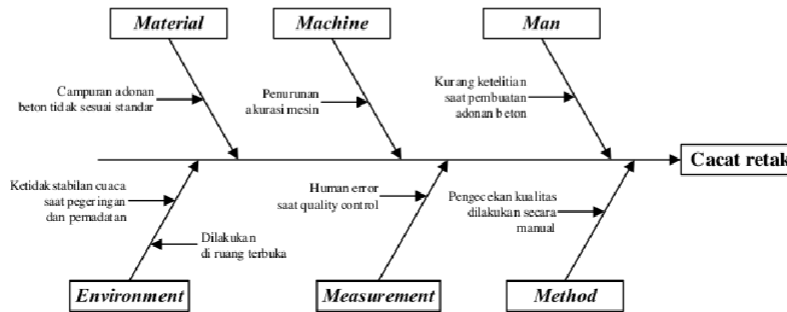 Material
Machine
Man
Campuran adonan
beton tidak sesuai standar
Penurunan
akurasi mesin
Kurang ketelitian
saat pembuatan
adonan beton
Cacat retak
Ketidakstabilan cuaca
saat pegeringan
dan pemadatan
Dilakukan
di ruang terbuka
Human error
saat quality control
Pengecekan kualitas
dilakukan secara
manual
Environment
Measurement
Method